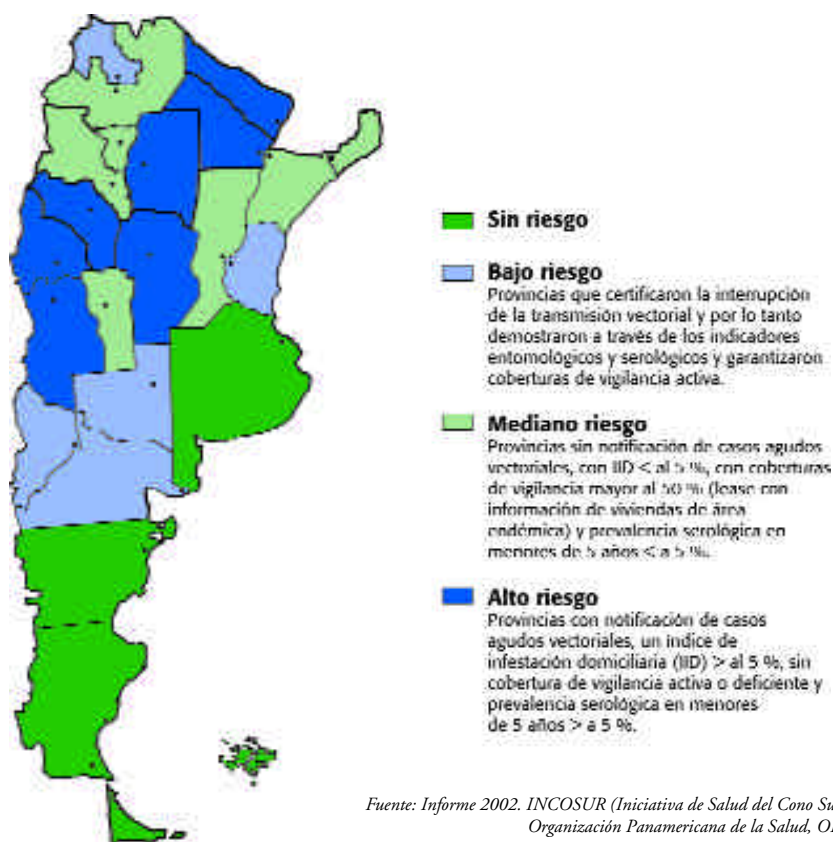 Sin riesgo
Bajo riesgo
Provincias que certificaron la interrupción
de la transmisión vectorial y por lo tanto
demostraron a través de los indicadores
entomológicos y serológicos y garantizaron
coberturas de vigilancia activa.
Mediano riesgo
Provincias sin notificación de casos agudos
vectoriales, con IID < al 5 %, con coberturas
de vigilancia mayor al 50 % (lease con
información de viviendas de área
endémica) y prevalencia serológica en
menores de 5 años < a 5 %.
Alto riesgo
Provincias con notificación de casos
agudos vectoriales, un indice de
infestación domiciliaria (IID) > al 5 %, sin
cobertura de vigilancia activa o deficiente y
prevalencia serológica en menores
de 5 años > a 5 %.
Fuente: Informe 2002. INCOSUR (Iniciativa de Salud del Cono Su
Organización Panamericana de la Salud,